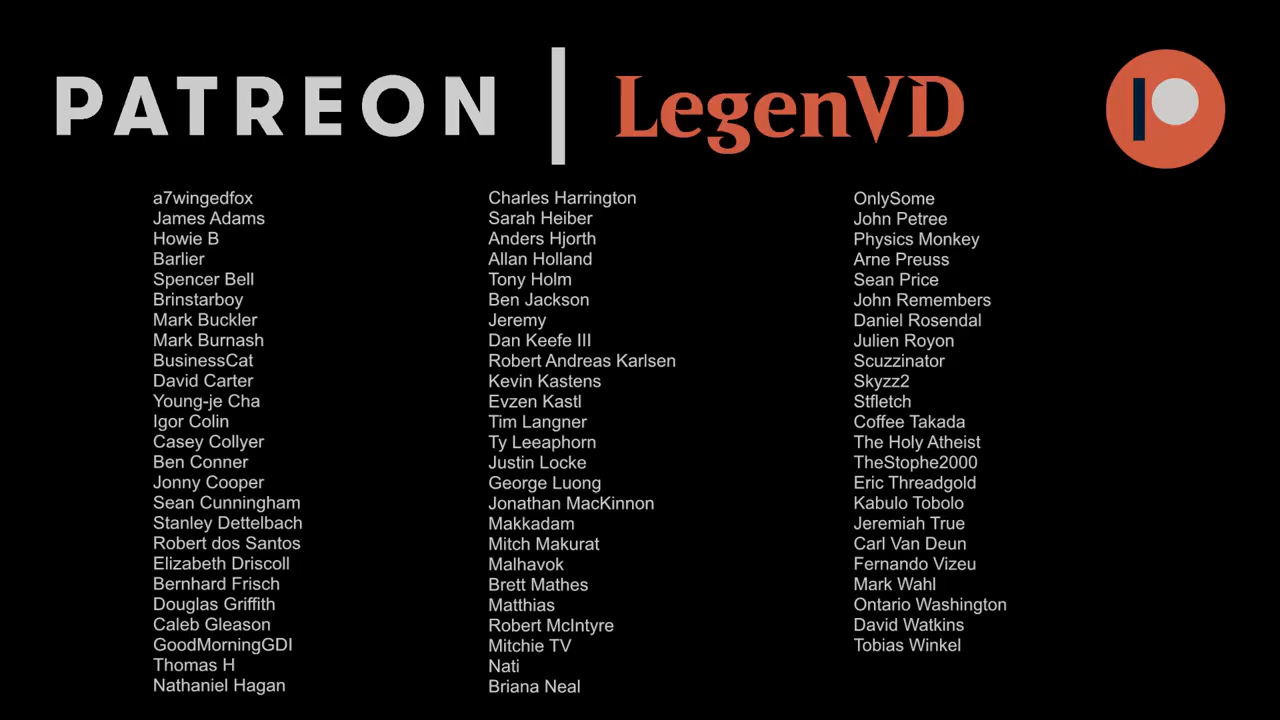 PATREON | LegenVD
a7wingedfox
James Adams
Howie B
Barlier
Spencer Bell
Brinstarboy
Mark Buckler
Mark Burnash
BusinessCat
David Carter
Young-je Cha
Igor Colin
Casey Collyer
Ben Conner
Jonny Cooper
Sean Cunningham
Stanley Dettelbach
Robert dos Santos
Elizabeth Driscoll
Bernhard Frisch
Douglas Griffith
Caleb Gleason
GoodMorningGDI
Thomas H
Nathaniel Hagan
Charles Harrington
Sarah Heiber
Anders Hjorth
Allan Holland
Tony Holm
Ben Jackson
Jeremy
Dan Keefe III
Robert Andreas Karlsen
Kevin Kastens
Evzen Kastl
Tim Langner
Ty Leeaphorn
Justin Locke
George Luong
Jonathan MacKinnon
Makkadam
Mitch Makurat
Malhavok
Brett Mathes
Matthias
Robert McIntyre
Mitchie TV
Nati
Briana Neal
OnlySome
John Petree
Physics Monkey
Arne Preuss
Sean Price
John Remembers
Daniel Rosendal
Julien Royon
Scuzzinator
Skyzz2
Stfletch
Coffee Takada
The Holy Atheist
TheStophe2000
Eric Threadgold
Kabulo Tobolo
Jeremiah True
Carl Van Deun
Fernando Vizeu
Mark Wahl
Ontario Washington
David Watkins
Tobias Winkel